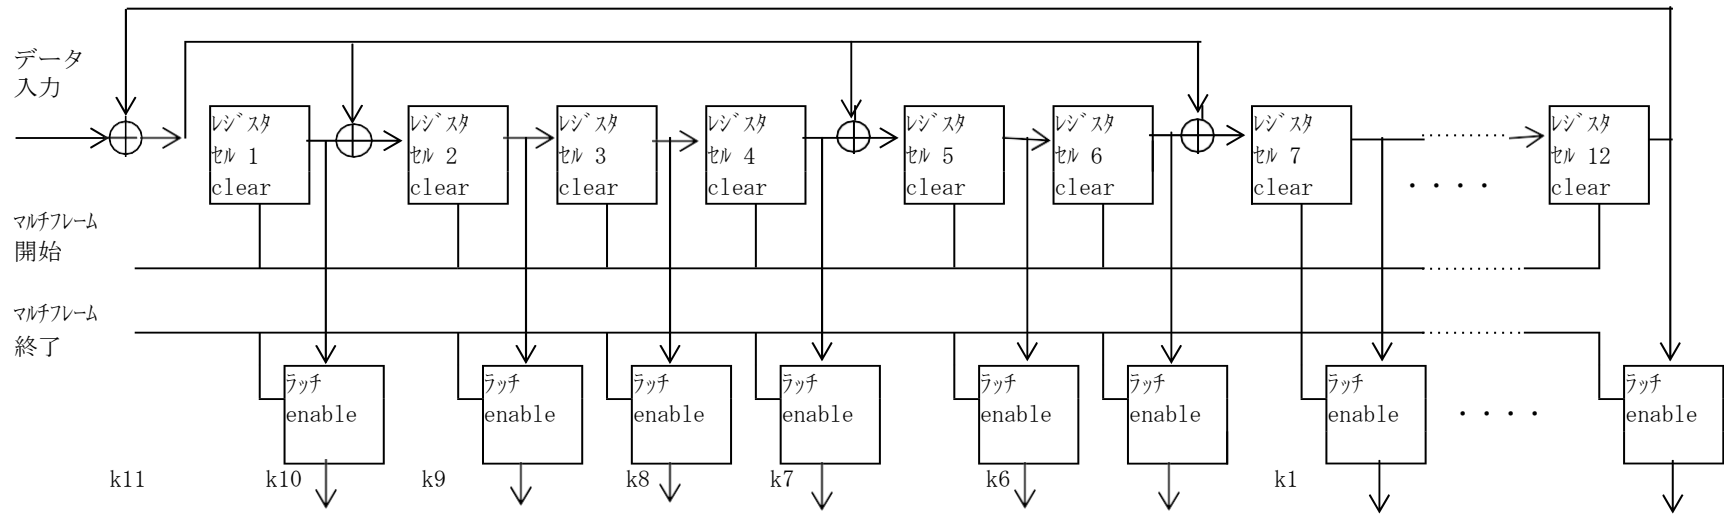 データ
入力
ﾚｼﾞｽﾀ
ｾﾙ 1
clear
ﾚｼﾞｽﾀ
ｾﾙ 2
clear
ﾚｼﾞｽﾀ
ｾﾙ 3
clear
ﾚｼﾞｽﾀ
ｾﾙ 4
clear
ﾚｼﾞｽﾀ
ｾﾙ 5
clear
ﾚｼﾞｽﾀ
ｾﾙ 6
clear
ﾚｼﾞｽﾀ
ｾﾙ 7
clear
・・・・
ﾚｼﾞｽﾀ
ｾﾙ 12
clear
ﾏﾙﾁﾌﾚｰﾑ
開始
ﾏﾙﾁﾌﾚｰﾑ
終了
ﾗｯﾁ
enable
ﾗｯﾁ
enable
ﾗｯﾁ
enable
ﾗｯﾁ
enable
ﾗｯﾁ
enable
ﾗｯﾁ
enable
ﾗｯﾁ
enable
・・・・
ﾗｯﾁ
enable
k11 k10 k9 k8 k7 k6 k1